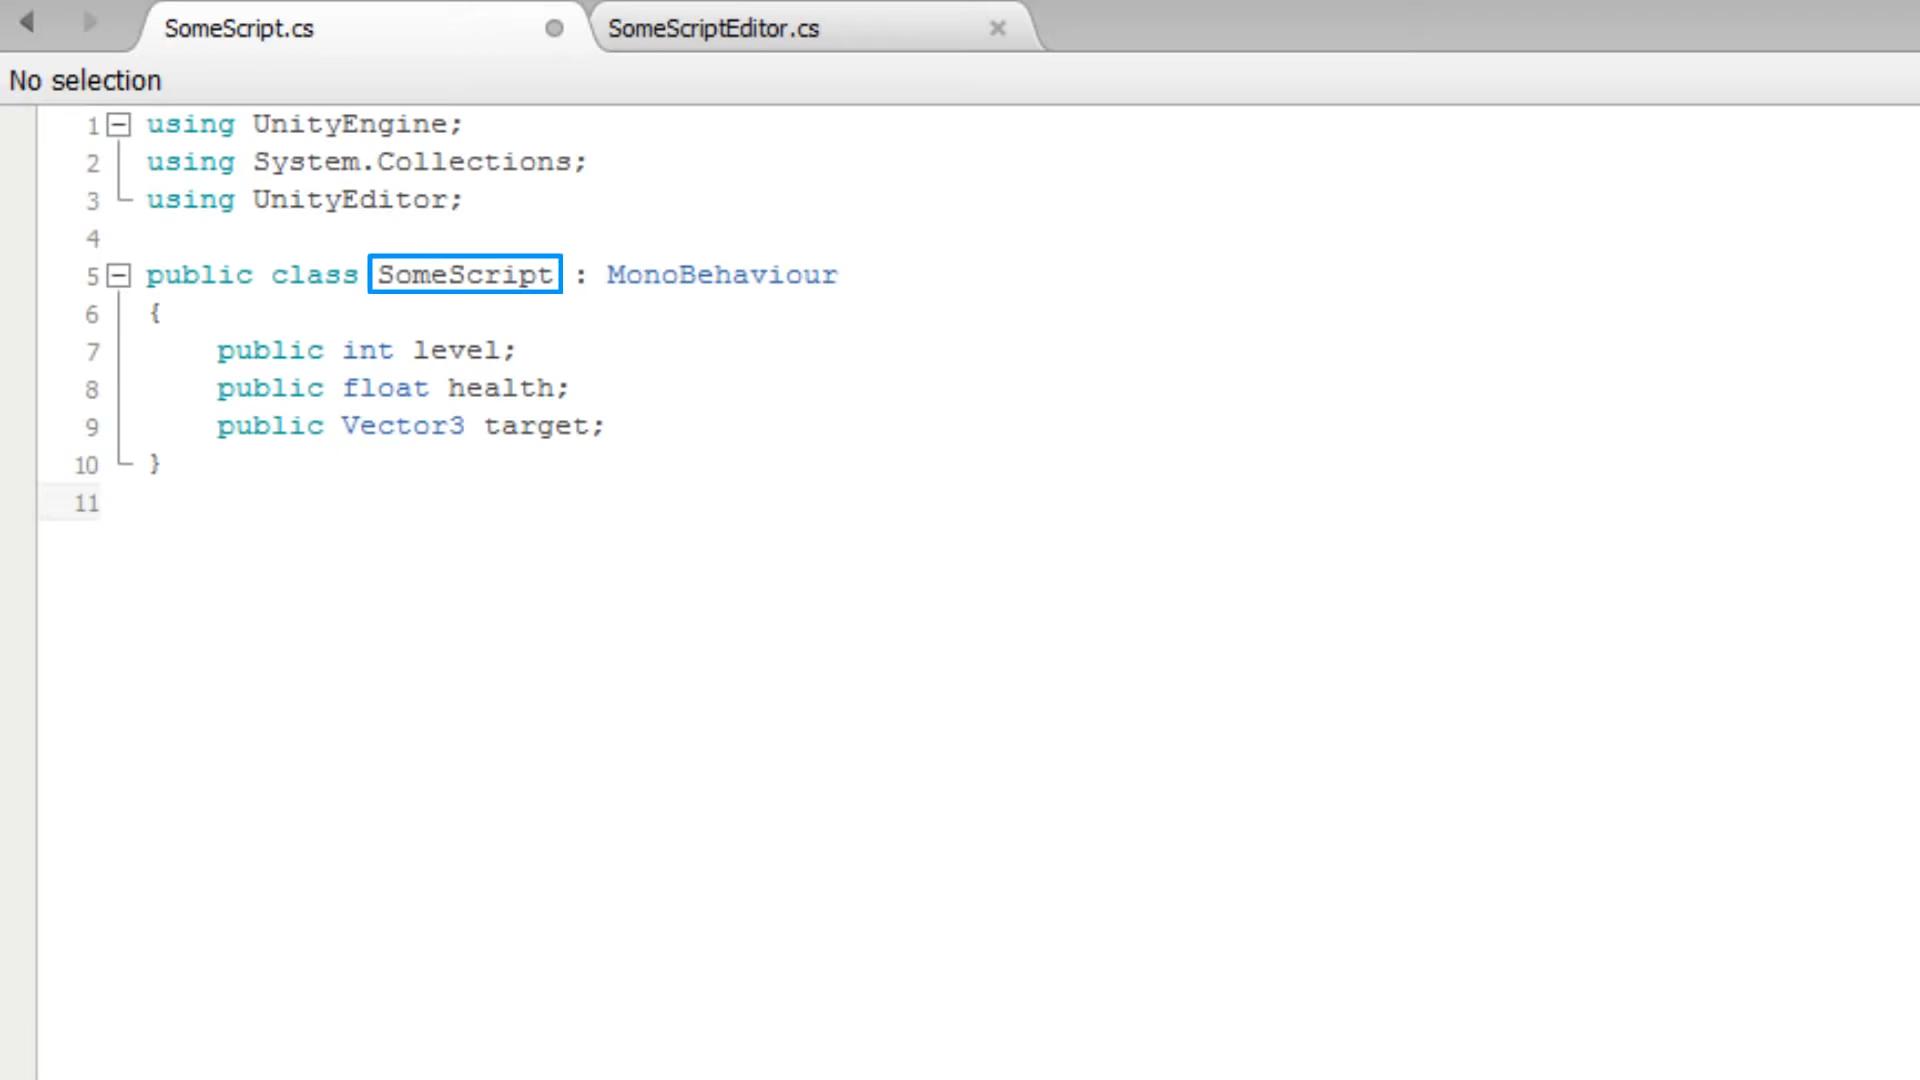 SomeScript.cs SomeScriptEditor.cs
No selection
1 using UnityEngine;
2 using System.Collections;
3 using UnityEditor;
4
5 public class SomeScript : MonoBehaviour
6 {
7 public int level;
8 public float health;
9 public Vector3 target;
10 }
11